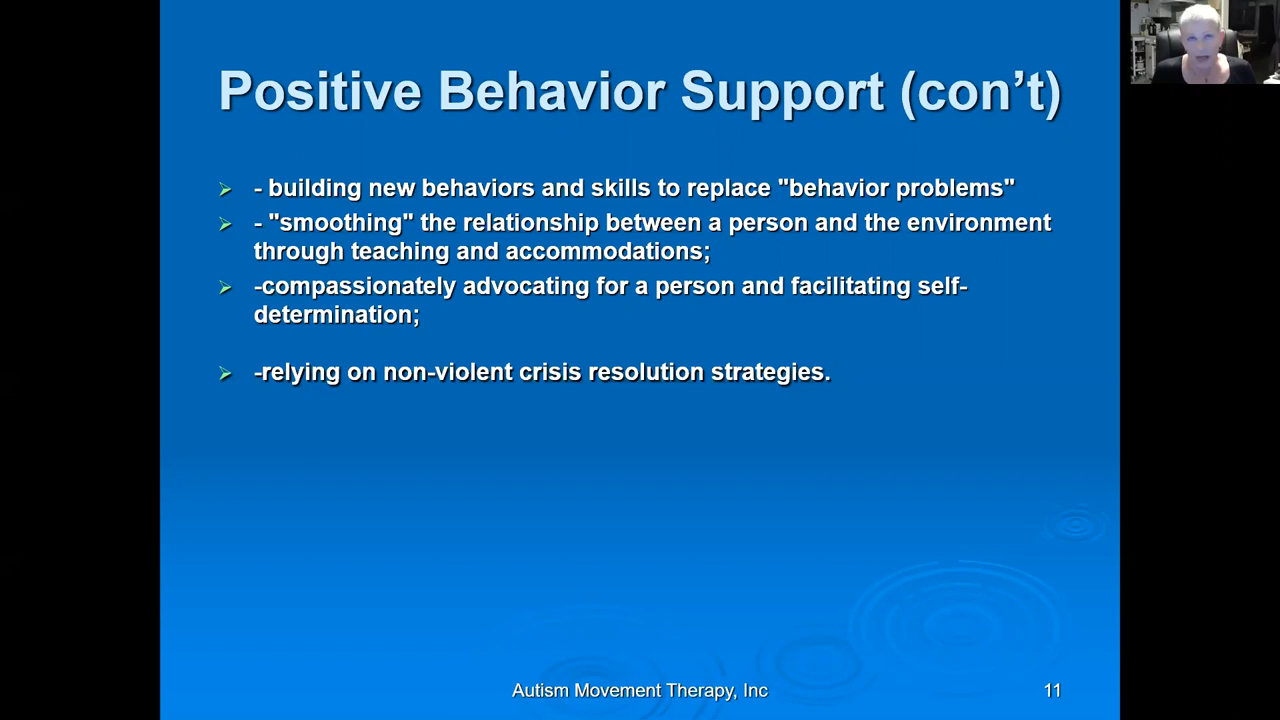 Positive Behavior Support (con’t)
- building new behaviors and skills to replace "behavior problems"
- "smoothing" the relationship between a person and the environment
through teaching and accommodations;
-compassionately advocating for a person and facilitating self-
determination;
-relying on non-violent crisis resolution strategies.
Autism Movement Therapy, Inc
11